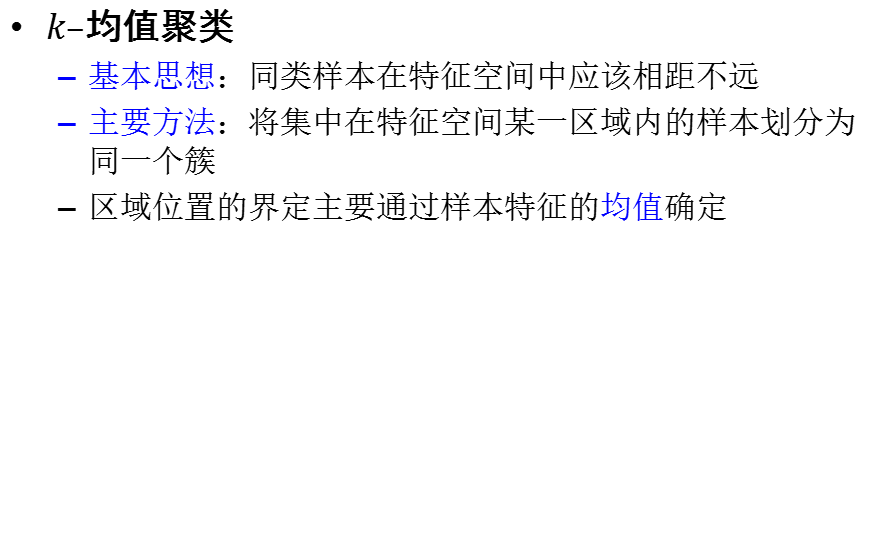 • k–均值聚类
– 基本思想：同类样本在特征空间中应该相距不远
– 主要方法：将集中在特征空间某一区域内的样本划分为
同一个簇
– 区域位置的界定主要通过样本特征的均值确定